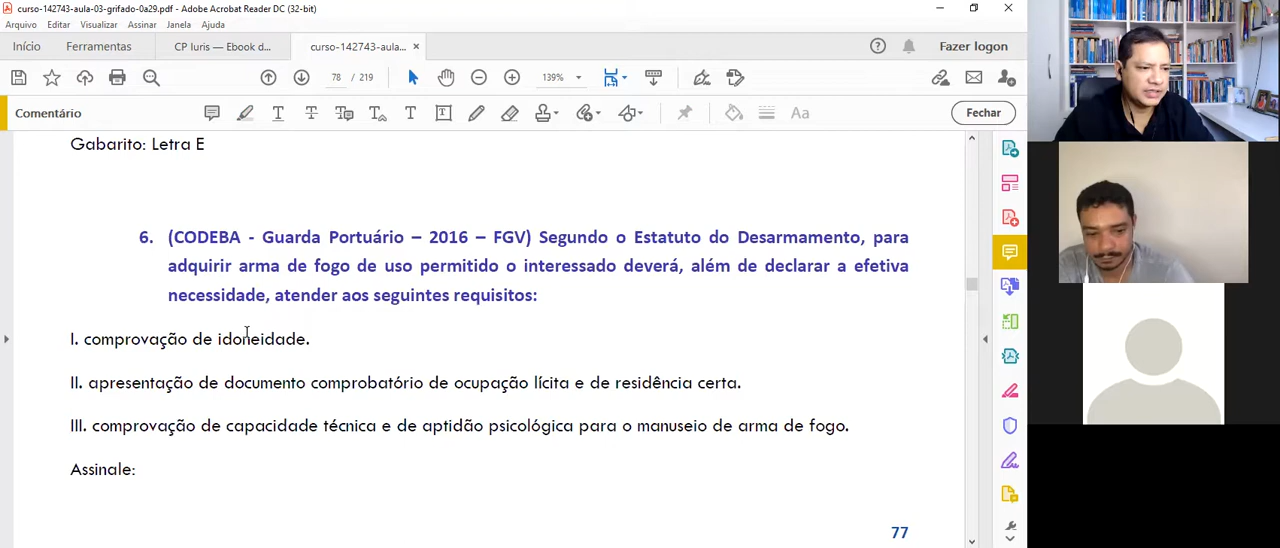 curso-142743-aula-03-grifado-0a29.pdf - Adobe Acrobat Reader DC (32-bit)
Arquivo Editar Visualizar Assinar Janela Ajuda
Início Ferramentas CP Iuris — Ebook d... curso-142743-aula... × Fazer logon
78 / 219 139%
Comentário Aa Fechar
Gabarito: Letra E
6. (CODEBA - Guarda Portuário – 2016 – FGV) Segundo o Estatuto do Desarmamento, para
adquirir arma de fogo de uso permitido o interessado deverá, além de declarar a efetiva
necessidade, atender aos seguintes requisitos:
I. comprovação de idoneidade.
II. apresentação de documento comprobatório de ocupação lícita e de residência certa.
III. comprovação de capacidade técnica e de aptidão psicológica para o manuseio de arma de fogo.
Assinale:
77